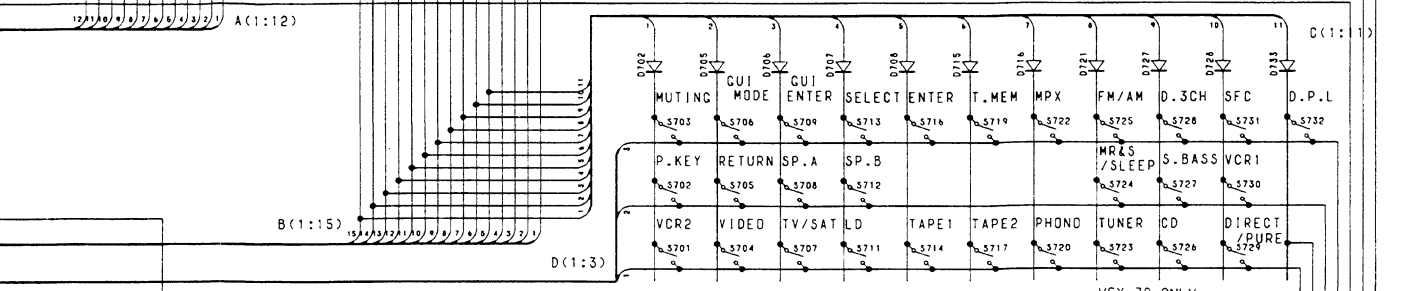 12 11 10 9 8 7 6 5 4 3 2 1
A(1:12)
1 2 3 4 5 6 7 8 9 10 11
C(1:11)
D702 D705 D706 D707 D708 D715 D716 D721 D727 D728 D733
GUI GUI
MUTING MODE ENTER SELECT ENTER T.MEM MPX FM/AM D.3CH SFC D.P.L
S703 S706 S709 S713 S716 S719 S722 S725 S728 S731 S732
MR&S
P.KEY RETURN SP.A SP.B /SLEEP S.BASS VCR1
S702 S705 S708 S712 S724 S727 S730
VCR2 VIDEO TV/SAT LD TAPE1 TAPE2 PHONO TUNER CD DIRECT
/PURE
S701 S704 S707 S711 S714 S717 S720 S723 S726 S729
B(1:15)
15 14 13 12 11 10 9 8 7 6 5 4 3 2 1
D(1:3)